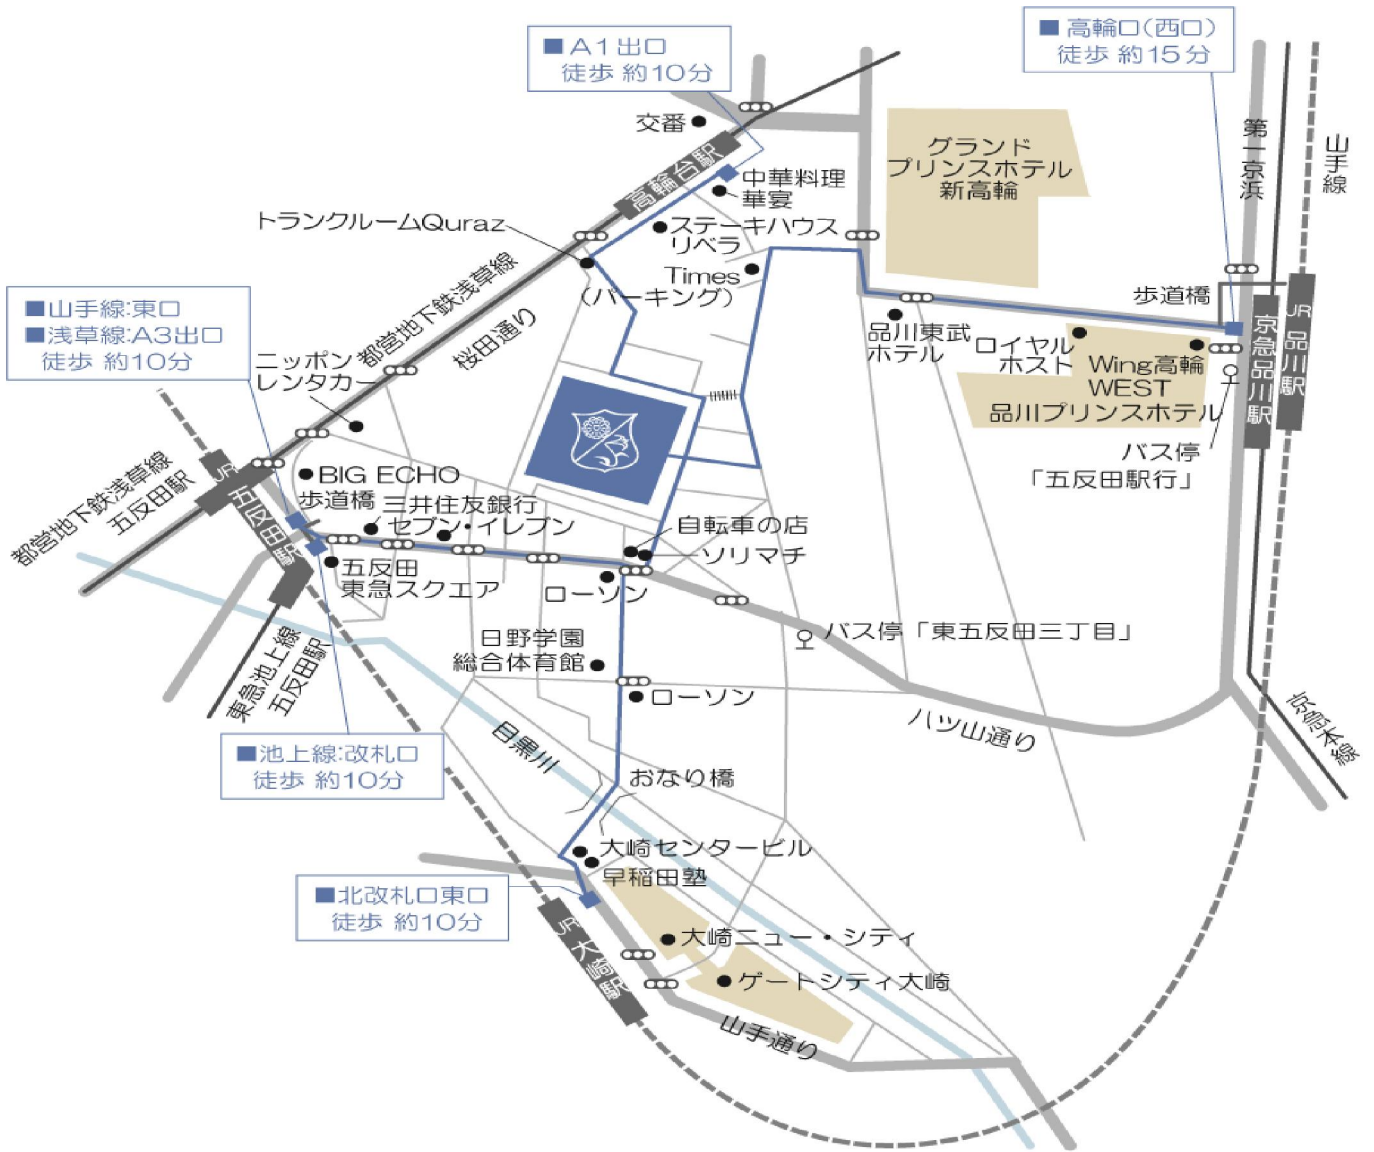 ■A1出口
徒歩 約10分
■高輪口(西口)
徒歩 約15分
交番
高輪台駅
中華料理
華宴
グランド
プリンスホテル
新高輪
第一京浜
山手線
トランクルームQuraz
ステーキハウス
リベラ
Times
(パーキング)
都営地下鉄浅草線
桜田通り
歩道橋
■山手線:東口
■浅草線:A3出口
徒歩 約10分
品川東武
ホテル
ロイヤル
ホスト
Wing高輪
WEST
品川プリンスホテル
京急品川駅
JR 品川駅
ニッポン
レンタカー
バス停
「五反田駅行」
都営地下鉄浅草線
五反田駅
JR 五反田駅
BIG ECHO
歩道橋
三井住友銀行
セブン・イレブン
自転車の店
ソリマチ
五反田
東急スクエア
ローソン
バス停「東五反田三丁目」
日野学園
総合体育館
ローソン
東急池上線
五反田駅
八ツ山通り
京急本線
■池上線:改札口
徒歩 約10分
目黒川
おなり橋
大崎センタービル
早稲田塾
■北改札口東口
徒歩 約10分
JR 大崎駅
大崎ニュー・シティ
ゲートシティ大崎
山手通り